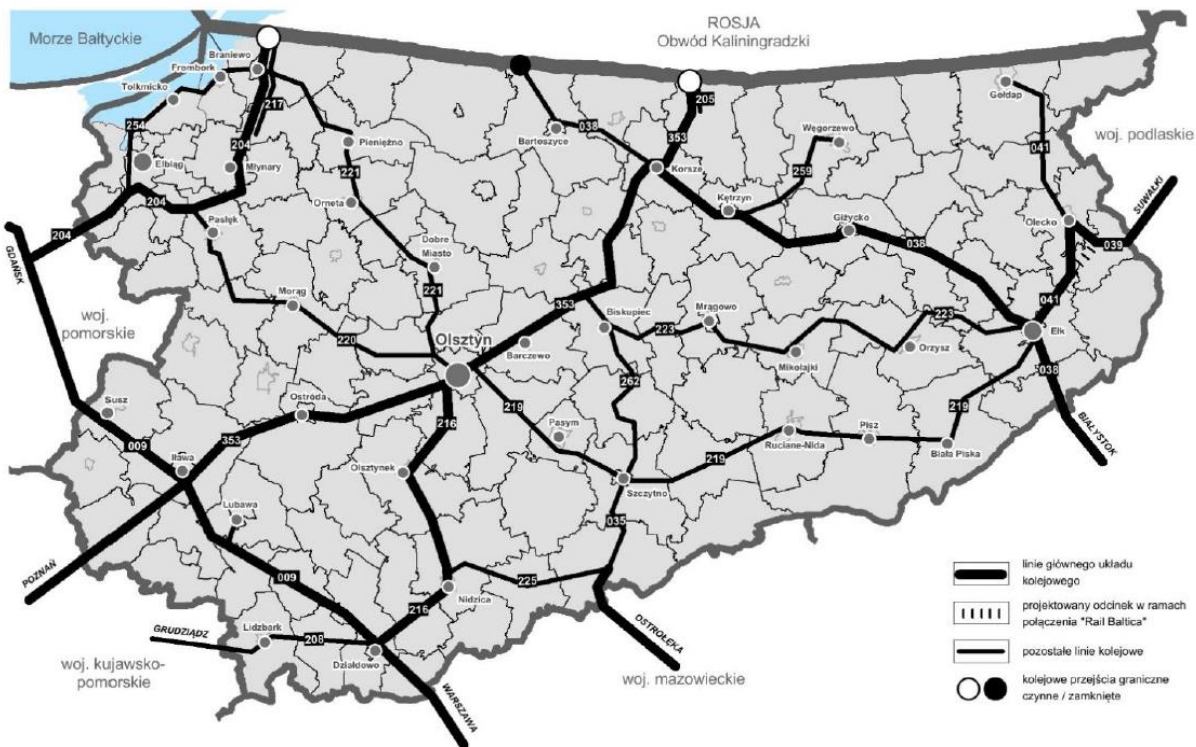 ROSJA
Obwód Kaliningradzki
Morze Bałtyckie
Braniewo
Frombork
Tolkmicko
217
205
Gołdap
254
204
Pieniężno
Bartoszyce
038
353
Węgorzewo
woj. podlaskie
041
Elbląg
Młynary
221
Korsze
259
Kętrzyn
204
Orneta
Pasłęk
Giżycko
Olecko
SUWAŁKI
204
GDAŃSK
Dobre
Miasto
038
039
221
Morąg
353
041
woj.
pomorskie
Biskupiec
Mrągowo
223
223
Ełk
220
Olsztyn
Barczewo
Mikołajki
Orzysz
038
262
Susz
Ostróda
219
216
Pasym
219
BIAŁYSTOK
009
353
Ruciane-Nida
Pisz
Iława
Olsztynek
219
Biała Piska
Szczytno
Lubawa
035
POZNAŃ
009
225
216
Nidzica
OSTROŁĘKA
Lidzbark
GRUDZIĄDZ
208
Działdowo
WARSZAWA
woj. kujawsko-
pomorskie
woj. mazowieckie
linie głównego układu
kolejowego
projektowany odcinek w ramach
połączenia "Rail Baltica"
pozostałe linie kolejowe
kolejowe przejścia graniczne
czynne / zamknięte